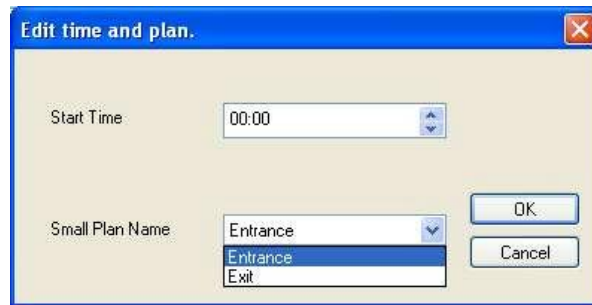 Edit time and plan.
Start Time 00:00
OK
Small Plan Name Entrance
Entrance
Cancel
Exit